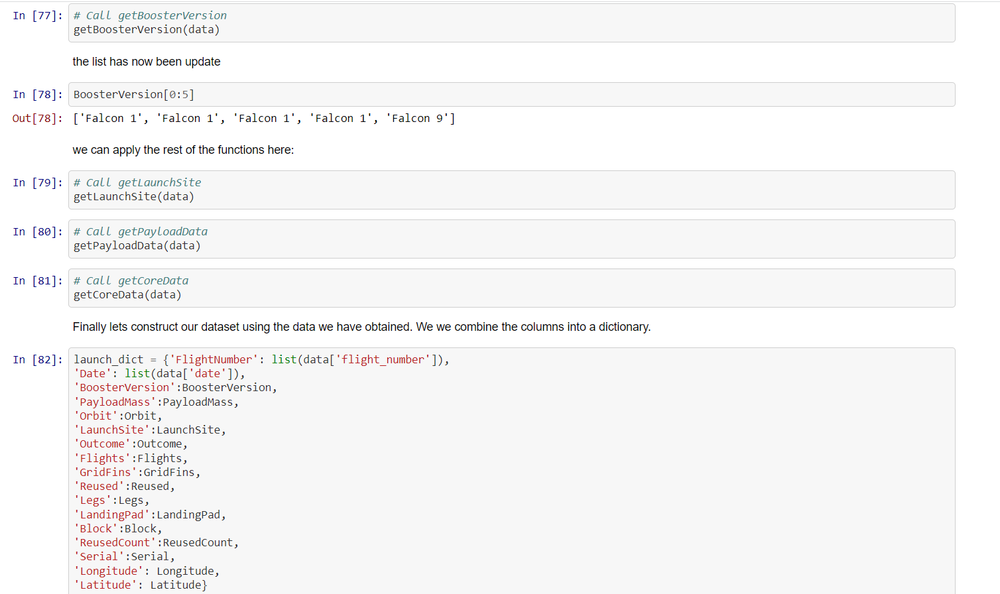 In [77]: # Call getBoosterVersion
getBoosterVersion(data)
the list has now been update
In [78]: BoosterVersion[0:5]
Out[78]: ['Falcon 1', 'Falcon 1', 'Falcon 1', 'Falcon 1', 'Falcon 9']
we can apply the rest of the functions here:
In [79]: # Call getLaunchSite
getLaunchSite(data)
In [80]: # Call getPayloadData
getPayloadData(data)
In [81]: # Call getCoreData
getCoreData(data)
Finally lets construct our dataset using the data we have obtained. We we combine the columns into a dictionary.
In [82]: launch_dict = {'FlightNumber': list(data['flight_number']),
'Date': list(data['date']),
'BoosterVersion':BoosterVersion,
'PayloadMass':PayloadMass,
'Orbit':Orbit,
'LaunchSite':LaunchSite,
'Outcome':Outcome,
'Flights':Flights,
'GridFins':GridFins,
'Reused':Reused,
'Legs':Legs,
'LandingPad':LandingPad,
'Block':Block,
'ReusedCount':ReusedCount,
'Serial':Serial,
'Longitude': Longitude,
'Latitude': Latitude}